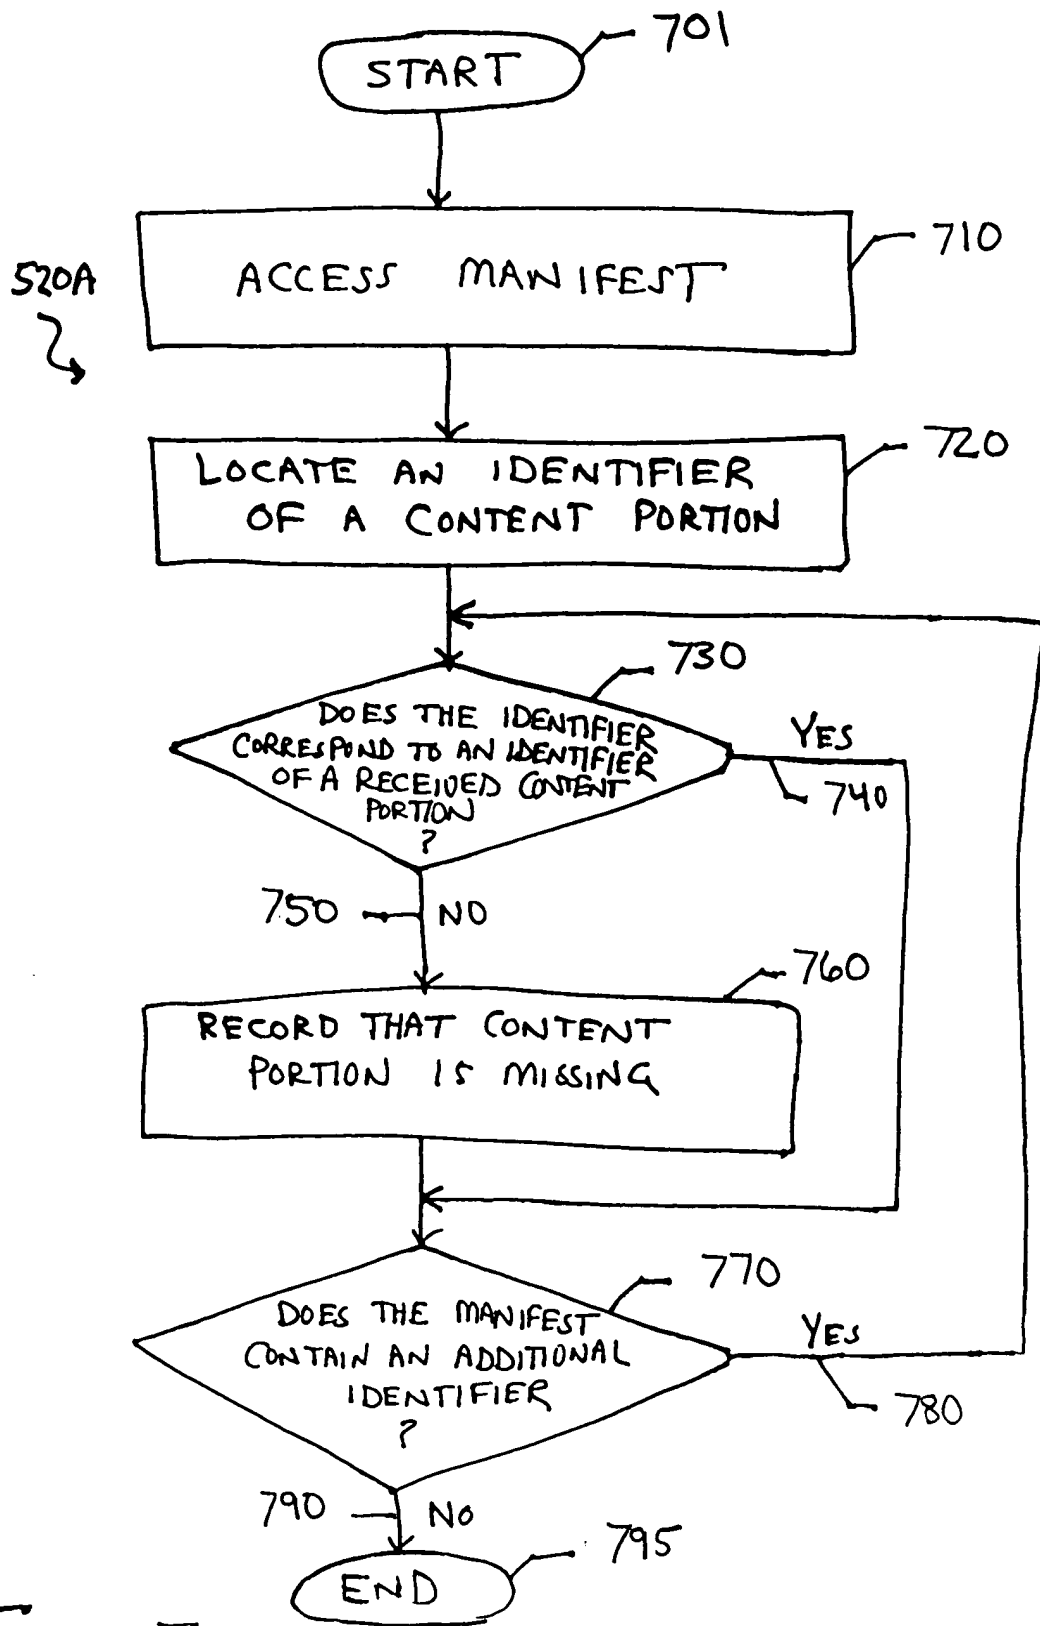 START
701
ACCESS MANIFEST
710
520A
LOCATE AN IDENTIFIER
OF A CONTENT PORTION
720
730
DOES THE IDENTIFIER
CORRESPOND TO AN IDENTIFIER
OF A RECEIVED CONTENT
PORTION
?
YES
740
750
NO
760
RECORD THAT CONTENT
PORTION IS MISSING
770
DOES THE MANIFEST
CONTAIN AN ADDITIONAL
IDENTIFIER
?
YES
780
790
NO
795
END